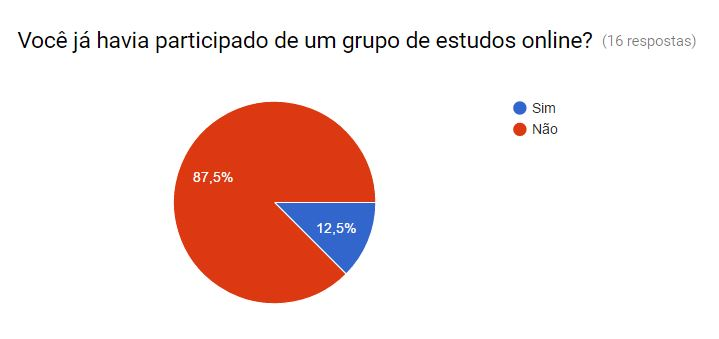 Você já havia participado de um grupo de estudos online? (16 respostas)
Sim
Não
87,5%
12,5%